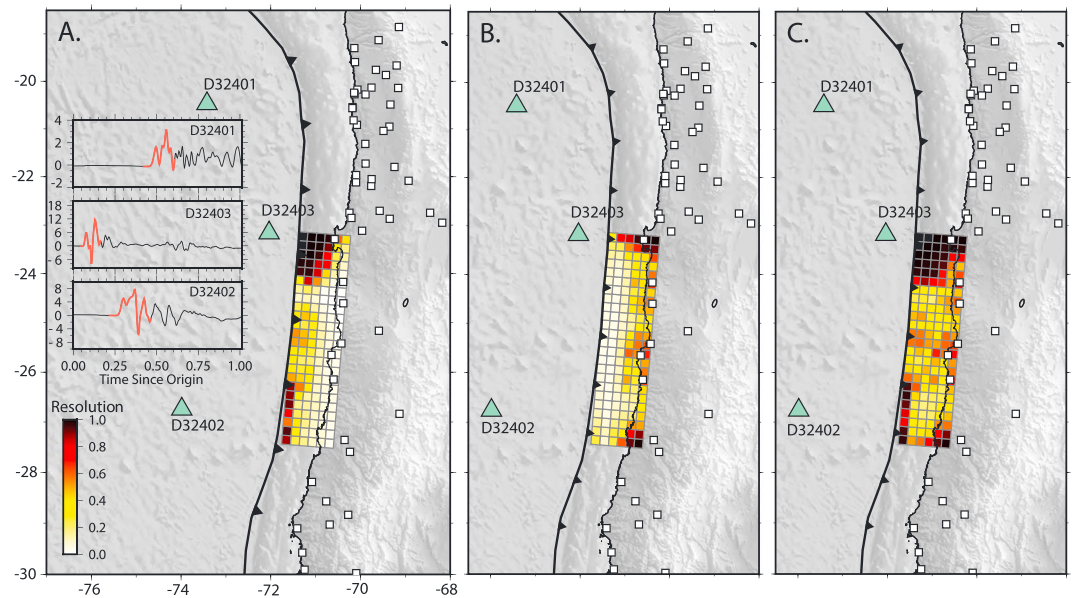 A.
B.
C.
D32401
D32401
D32401
-20
4
2
0
-2
D32401
-22
18
12
6
0
-6
D32403
D32403
D32403
D32403
-24
8
4
0
-4
-8
D32402
0.00 0.25 0.50 0.75 1.00
Time Since Origin
-26
Resolution
1.0
0.8
0.6
0.4
0.2
0.0
D32402
D32402
D32402
-28
-30
-76 -74 -72 -70 -68